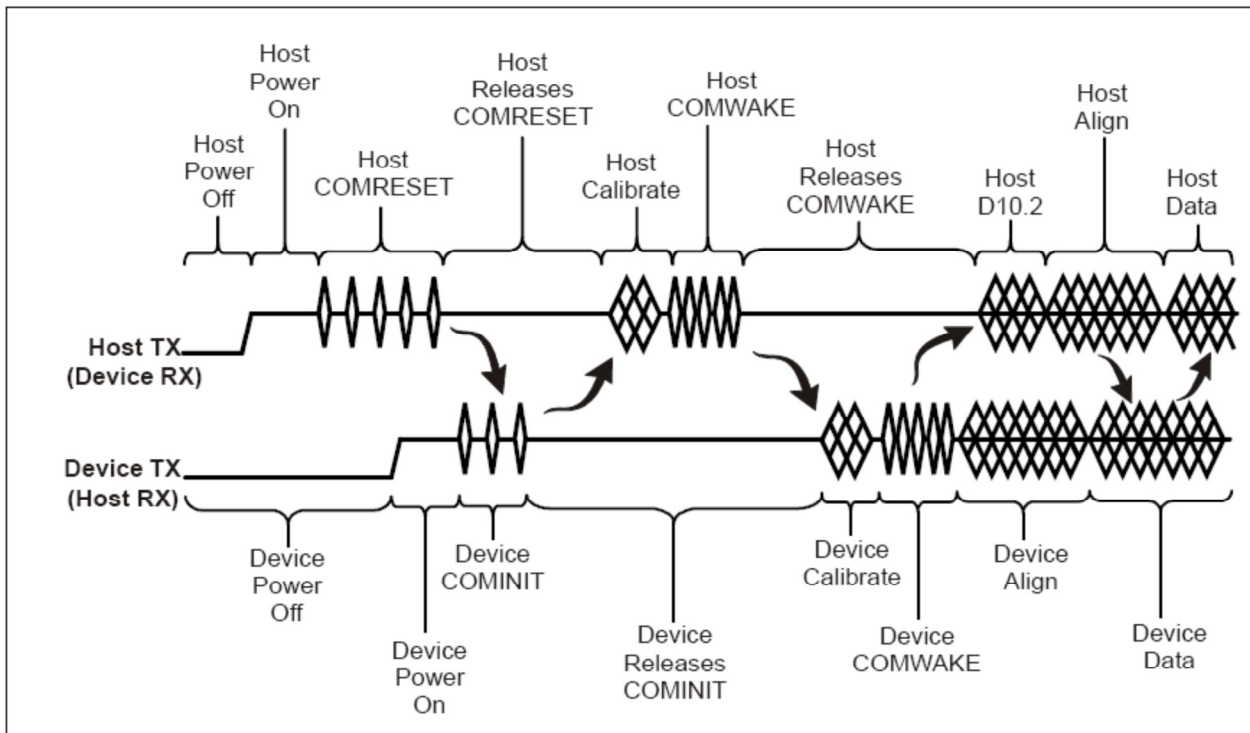 Host
Power
Off
Host
Power
On
Host
COMRESET
Host
Releases
COMRESET
Host
Calibrate
Host
COMWAKE
Host
Releases
COMWAKE
Host
D10.2
Host
Align
Host
Data
Host TX
(Device RX)
Device TX
(Host RX)
Device
Power
Off
Device
Power
On
Device
COMINIT
Device
Releases
COMINIT
Device
Calibrate
Device
COMWAKE
Device
Align
Device
Data